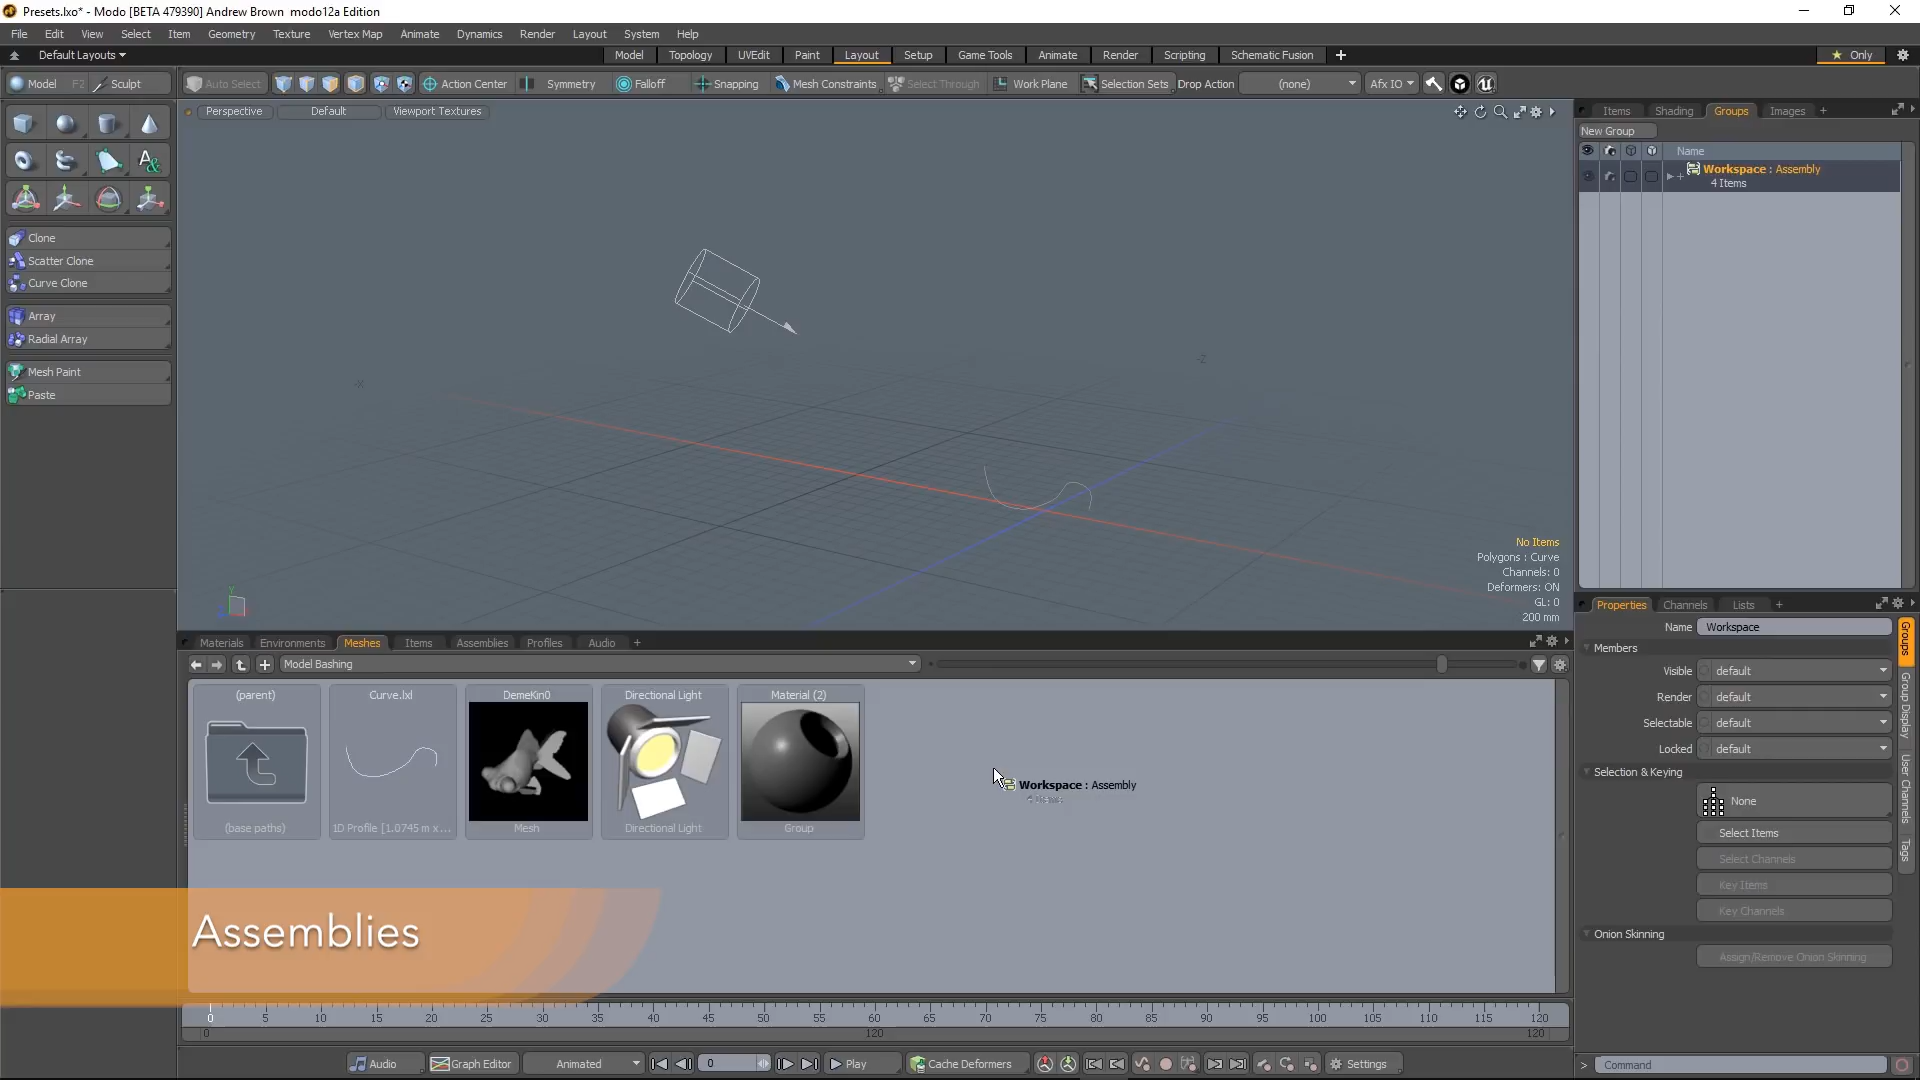 Presets.lxo* - Modo [BETA 479390] Andrew Brown  modo12a Edition
File Edit View Select Item Geometry Texture Vertex Map Animate Dynamics Render Layout System Help
Default Layouts Model Topology UVEdit Paint Layout Setup Game Tools Animate Render Scripting Schematic Fusion + Only
Model F2 Sculpt Auto Select Action Center Symmetry Falloff Snapping Mesh Constraints Select Through Work Plane Selection Sets Drop Action (none) Afx IO
Perspective Default Viewport Textures
Items Shading Groups Images +
New Group
Name
Workspace : Assembly
4 Items
Clone
Scatter Clone
Curve Clone
Array
Radial Array
Mesh Paint
Paste
-X
-Z
Y
No Items
Polygons : Curve
Channels: 0
Deformers: ON
GL: 0
200 mm
Properties Channels Lists +
Name Workspace
Members
Visible default
Render default
Selectable default
Locked default
Selection & Keying
None
Select Items
Select Channels
Key Items
Key Channels
Onion Skinning
Assign/Remove Onion Skinning
Groups
Group Display
User Channels
Tags
Materials Environments Meshes Items Assemblies Profiles Audio +
Model Bashing
(parent) Curve.lxl DemeKin0 Directional Light Material (2)
(base paths) 1D Profile [1.0745 m x... Mesh Directional Light Group
Workspace : Assembly
4 Items
Assemblies
0 5 10 15 20 25 30 35 40 45 50 55 60 65 70 75 80 85 90 95 100 105 110 115 120
0 120 120
Audio Graph Editor Animated 0 Play Cache Deformers Settings
> Command